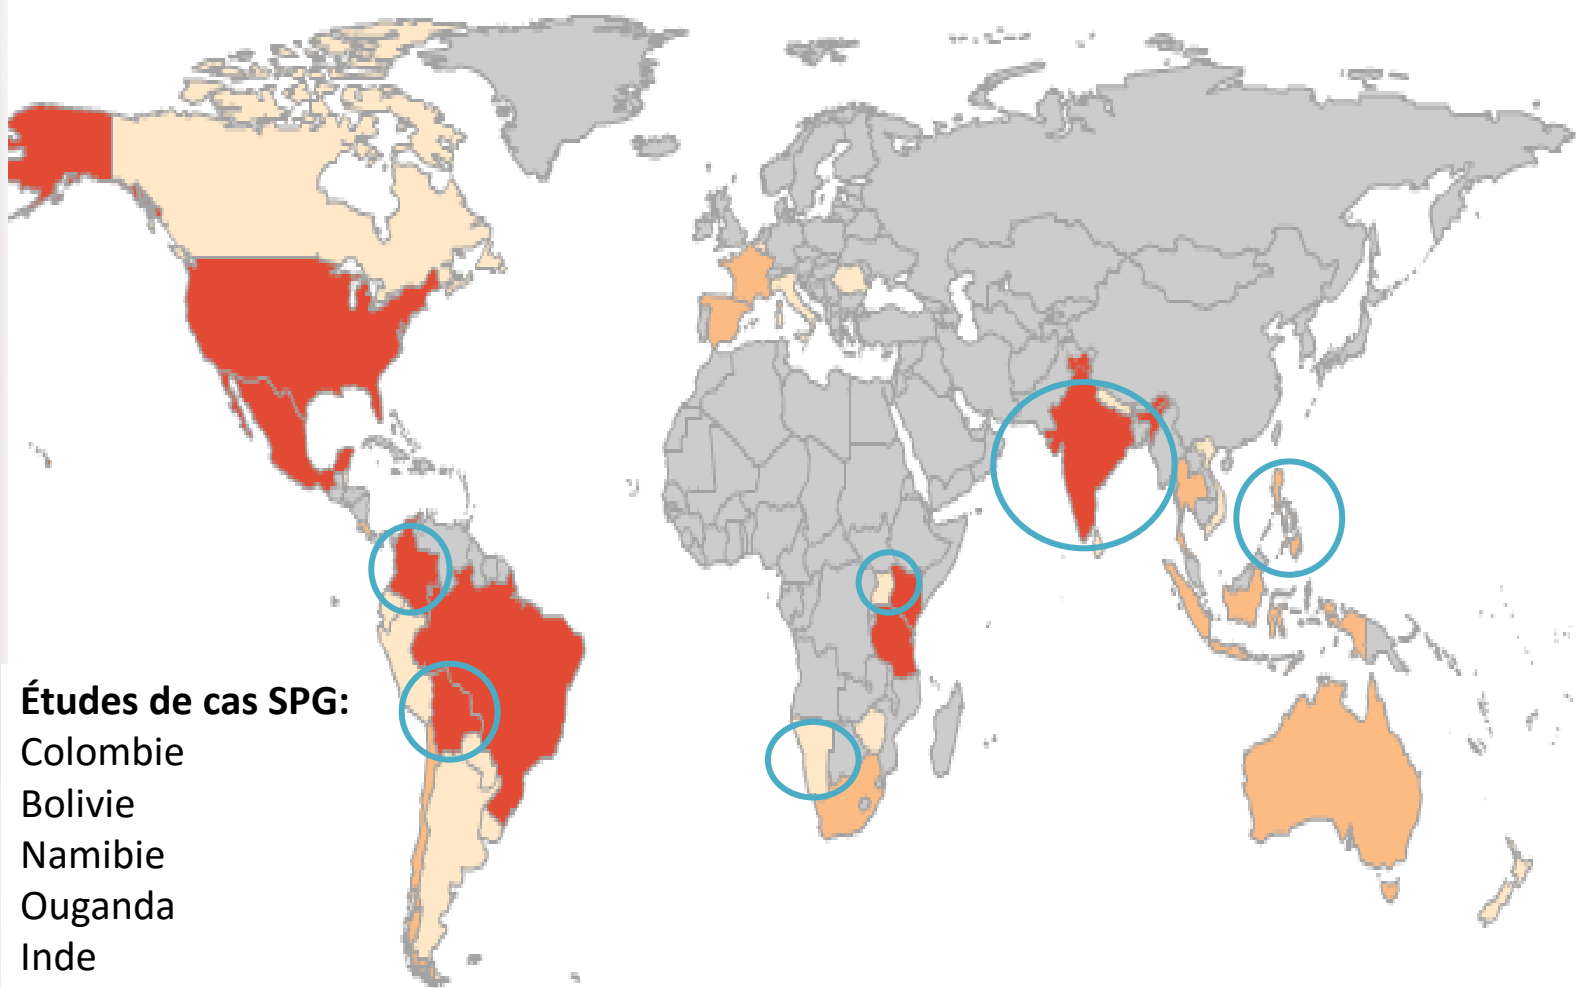 Études de cas SPG:
Colombie
Bolivie
Namibie
Ouganda
Inde